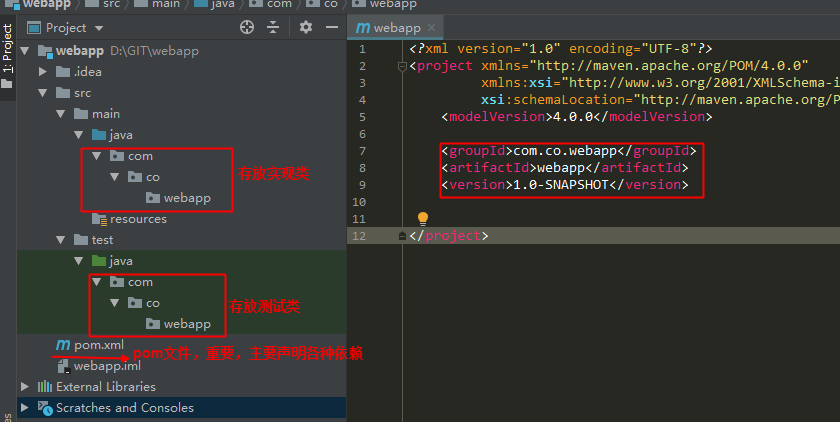 webapp src main java com co webapp
1: Project
Project
webapp D:\GIT\webapp
.idea
src
main
java
com
co
webapp
存放实现类
resources
test
java
com
co
webapp
存放测试类
pom.xml
pom文件，重要，主要声明各种依赖
webapp.iml
External Libraries
Scratches and Consoles
webapp
1 <?xml version="1.0" encoding="UTF-8"?>
2 <project xmlns="http://maven.apache.org/POM/4.0.0"
3 xmlns:xsi="http://www.w3.org/2001/XMLSchema-i
4 xsi:schemaLocation="http://maven.apache.org/P
5 <modelVersion>4.0.0</modelVersion>
6
7 <groupId>com.co.webapp</groupId>
8 <artifactId>webapp</artifactId>
9 <version>1.0-SNAPSHOT</version>
10
11
12 </project>